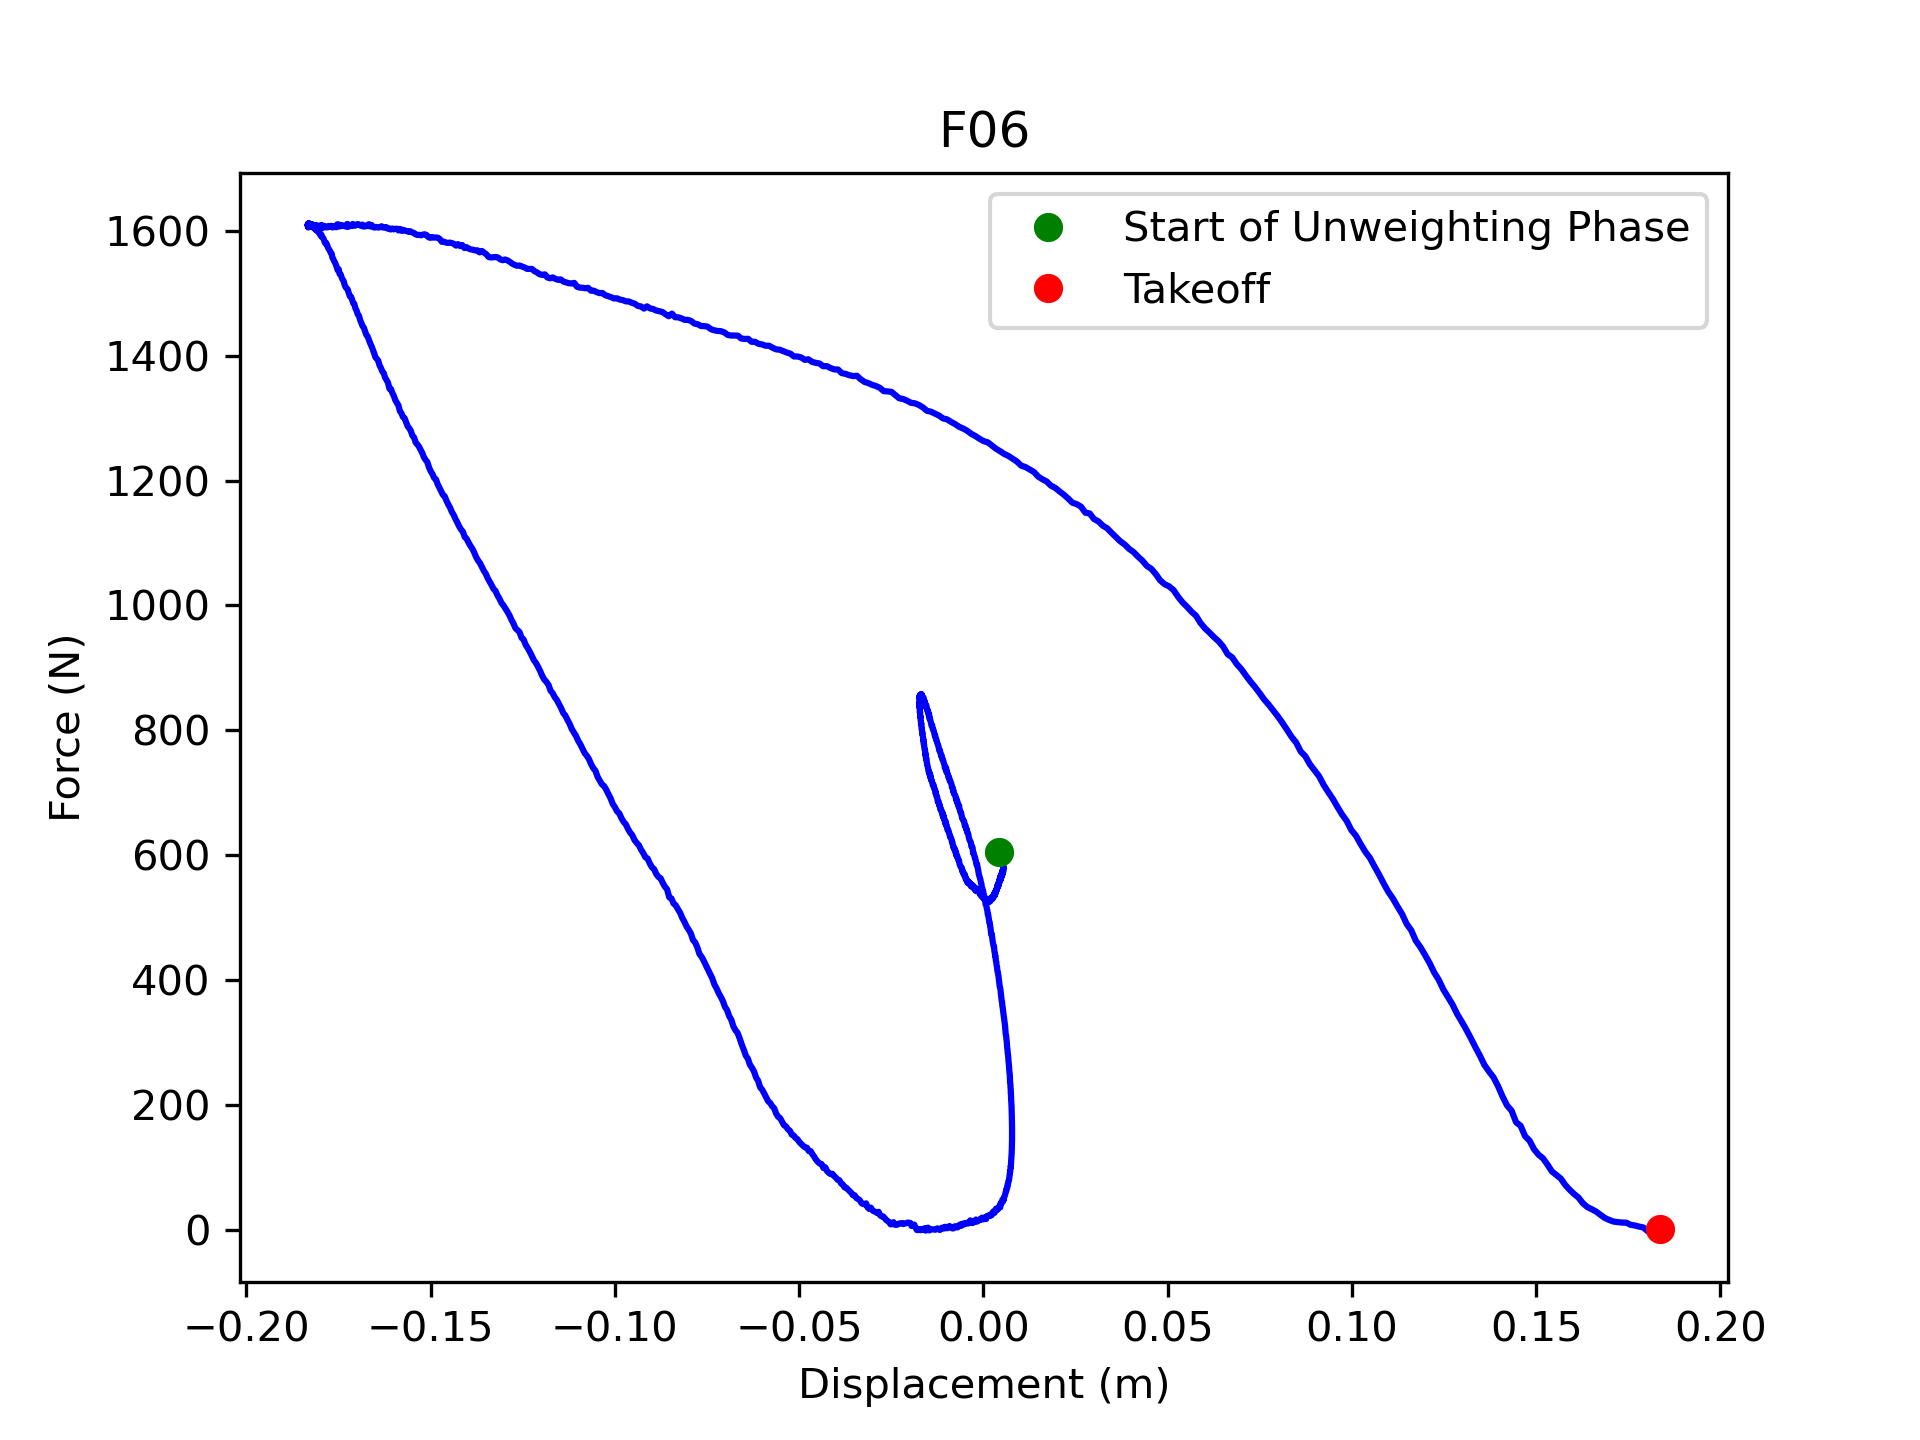 F06
Start of Unweighting Phase
Takeoff
Force (N)
1600
1400
1200
1000
800
600
400
200
0
−0.20 −0.15 −0.10 −0.05 0.00 0.05 0.10 0.15 0.20
Displacement (m)